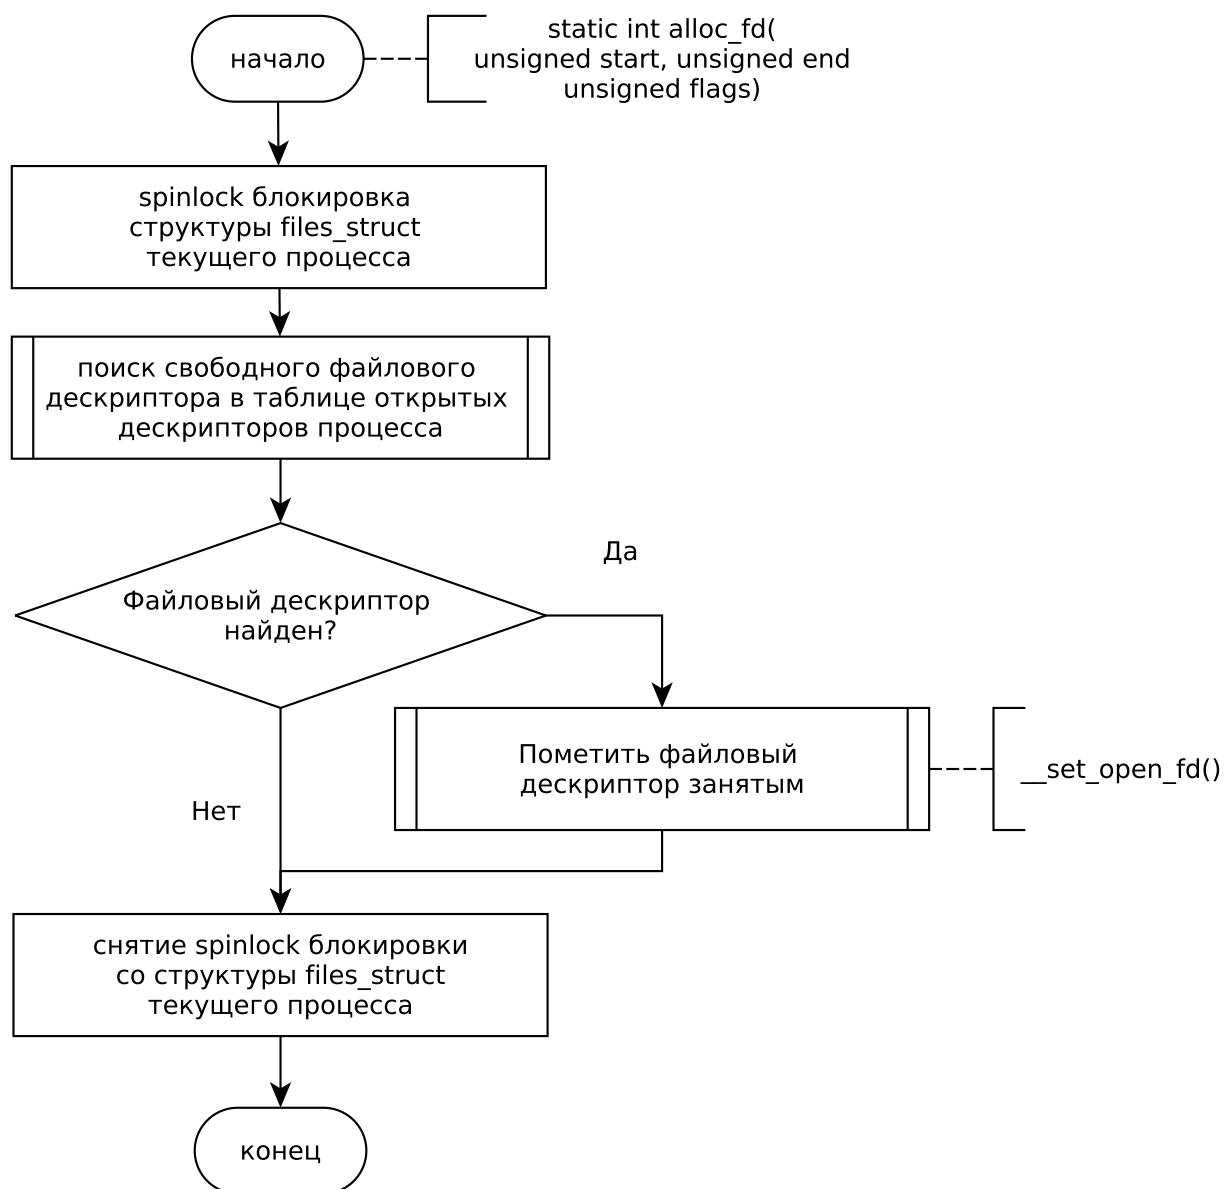 начало
static int alloc_fd(
unsigned start, unsigned end
unsigned flags)
spinlock блокировка
структуры files_struct
текущего процесса
поиск свободного файлового
дескриптора в таблице открытых
дескрипторов процесса
Да
Файловый дескриптор
найден?
Пометить файловый
дескриптор занятым
__set_open_fd()
Нет
снятие spinlock блокировки
со структуры files_struct
текущего процесса
конец